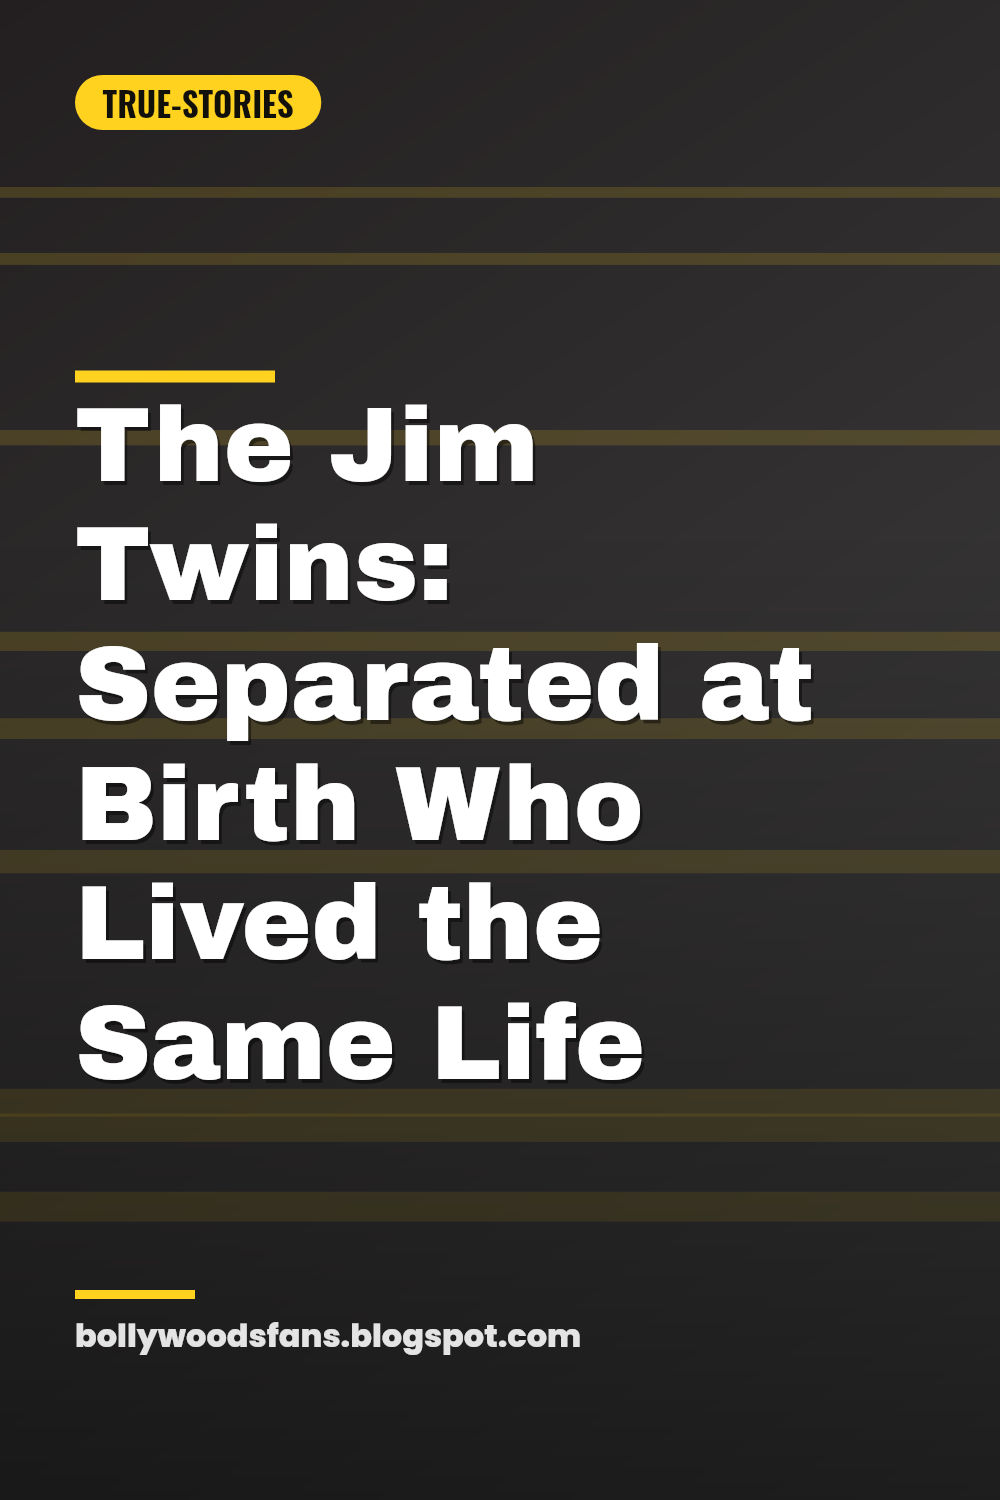 TRUE-STORIES
The Jim
Twins:
Separated at
Birth Who
Lived the
Same Life
bollywoodsfans.blogspot.com